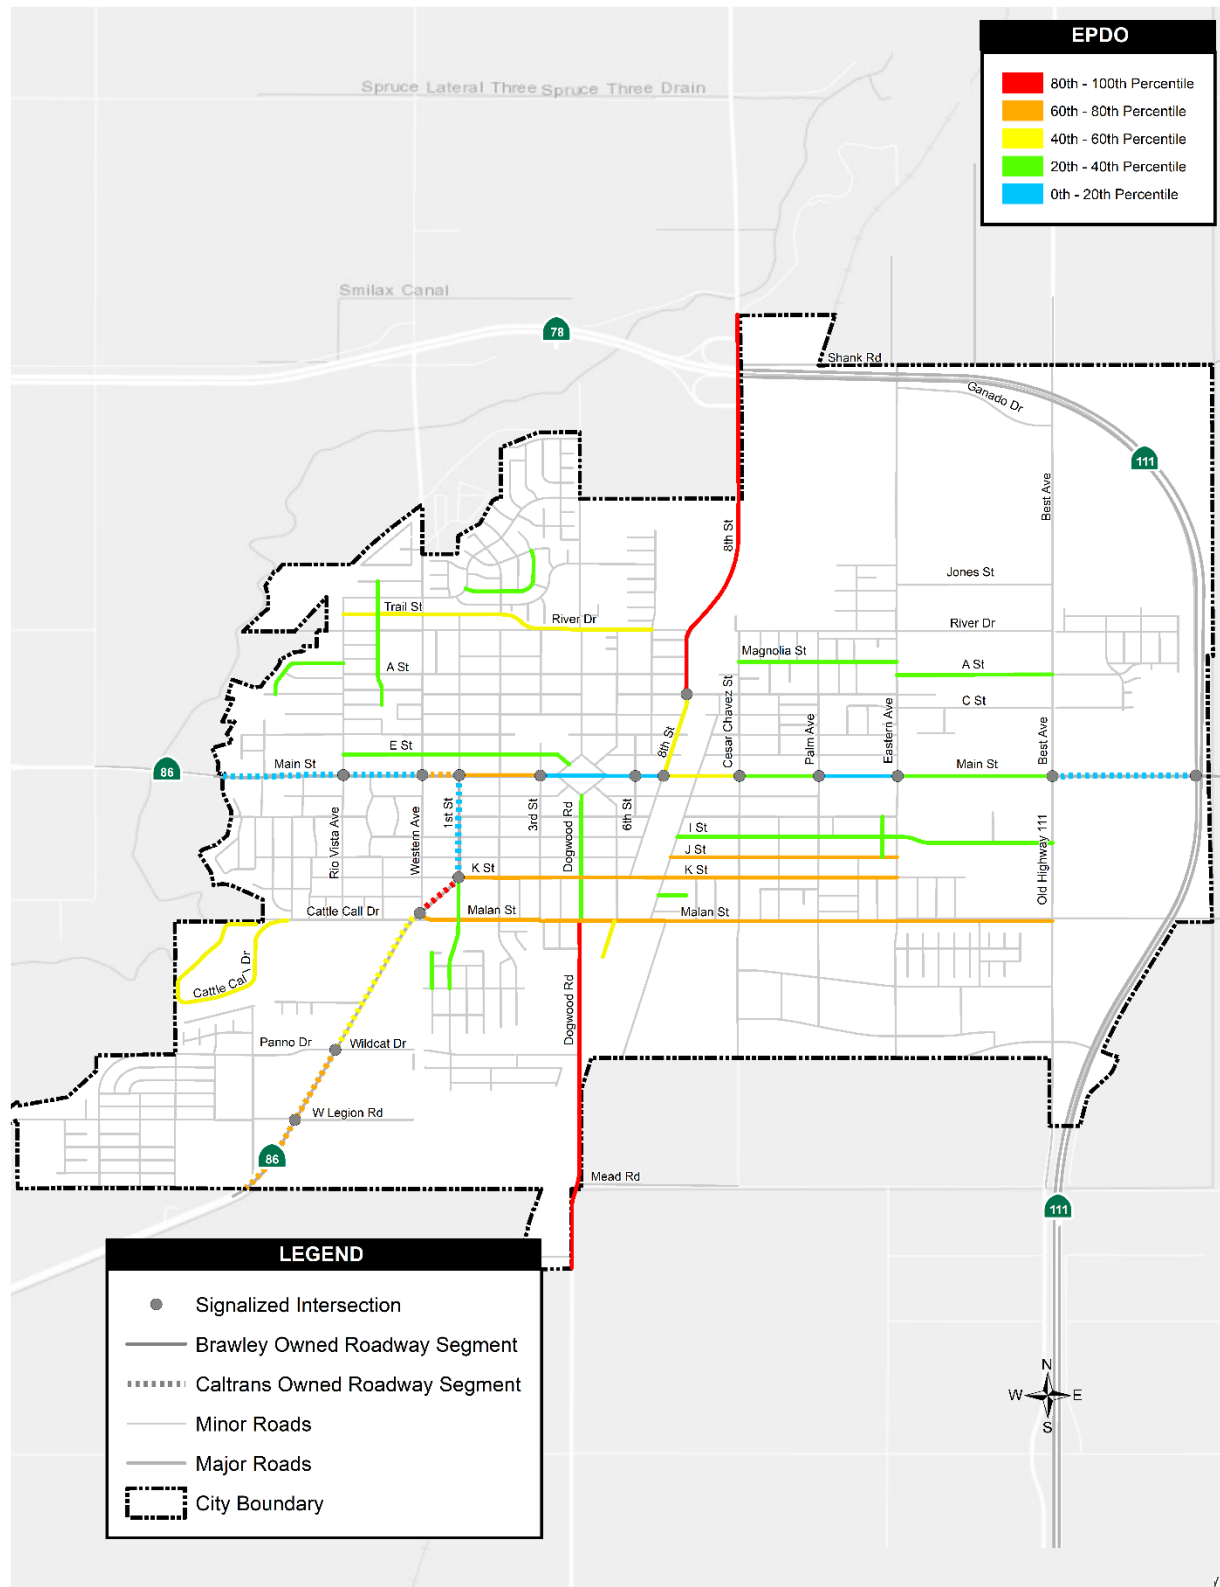 EPDO
80th - 100th Percentile
60th - 80th Percentile
40th - 60th Percentile
20th - 40th Percentile
0th - 20th Percentile
Spruce Lateral Three
Spruce Three Drain
Smilax Canal
78
Shank Rd
Ganado Dr
111
Best Ave
8th St
Jones St
Trail St
River Dr
River Dr
Magnolia St
A St
A St
Cesar Chavez St
C St
8th St
Palm Ave
Eastern Ave
Best Ave
E St
Main St
Main St
86
Rio Vista Ave
Western Ave
1st St
3rd St
Dogwood Rd
6th St
I St
J St
K St
K St
Old Highway 111
Cattle Call Dr
Malan St
Malan St
Cattle Call Dr
Dogwood Rd
Panno Dr
Wildcat Dr
W Legion Rd
86
Mead Rd
111
LEGEND
Signalized Intersection
Brawley Owned Roadway Segment
Caltrans Owned Roadway Segment
Minor Roads
Major Roads
City Boundary
N
W
E
S